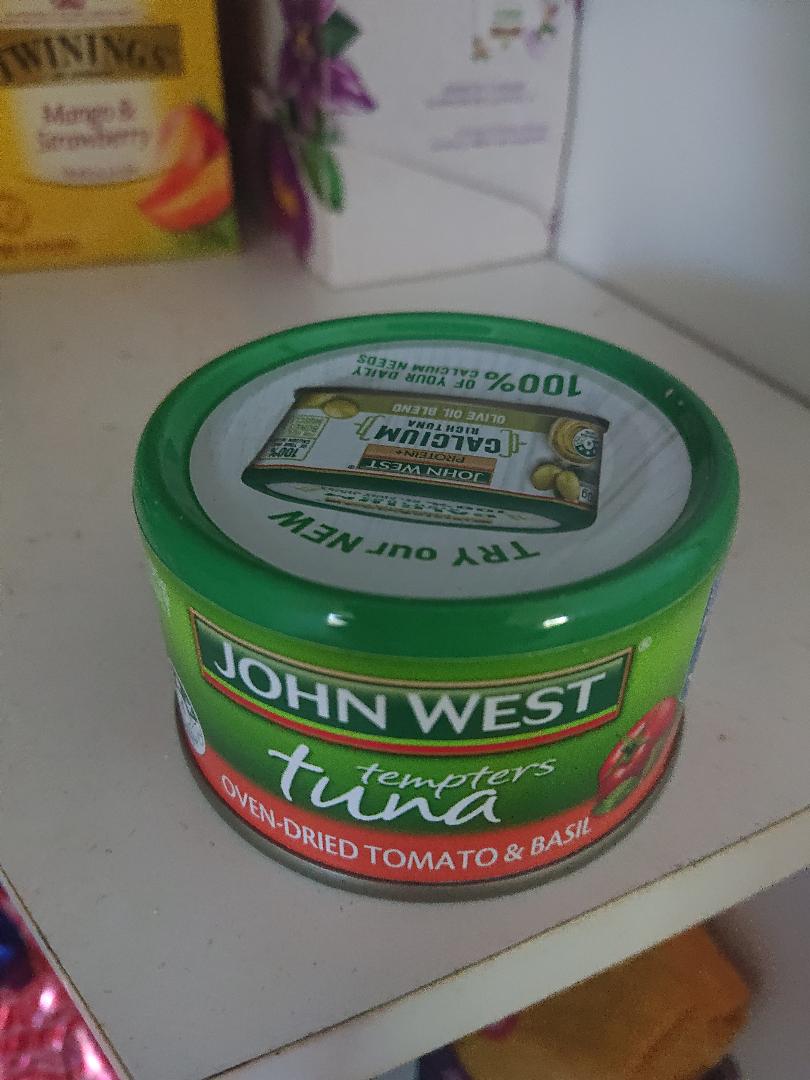 TWININGS
Mango &
Strawberry
100%
OF YOUR DAILY
CALCIUM NEEDS
OLIVE OIL BLEND
CALCIUM
RICH TUNA
PROTEIN+
JOHN WEST
100%
TRY our NEW
JOHN WEST®
tempters
tuna
OVEN-DRIED TOMATO & BASIL